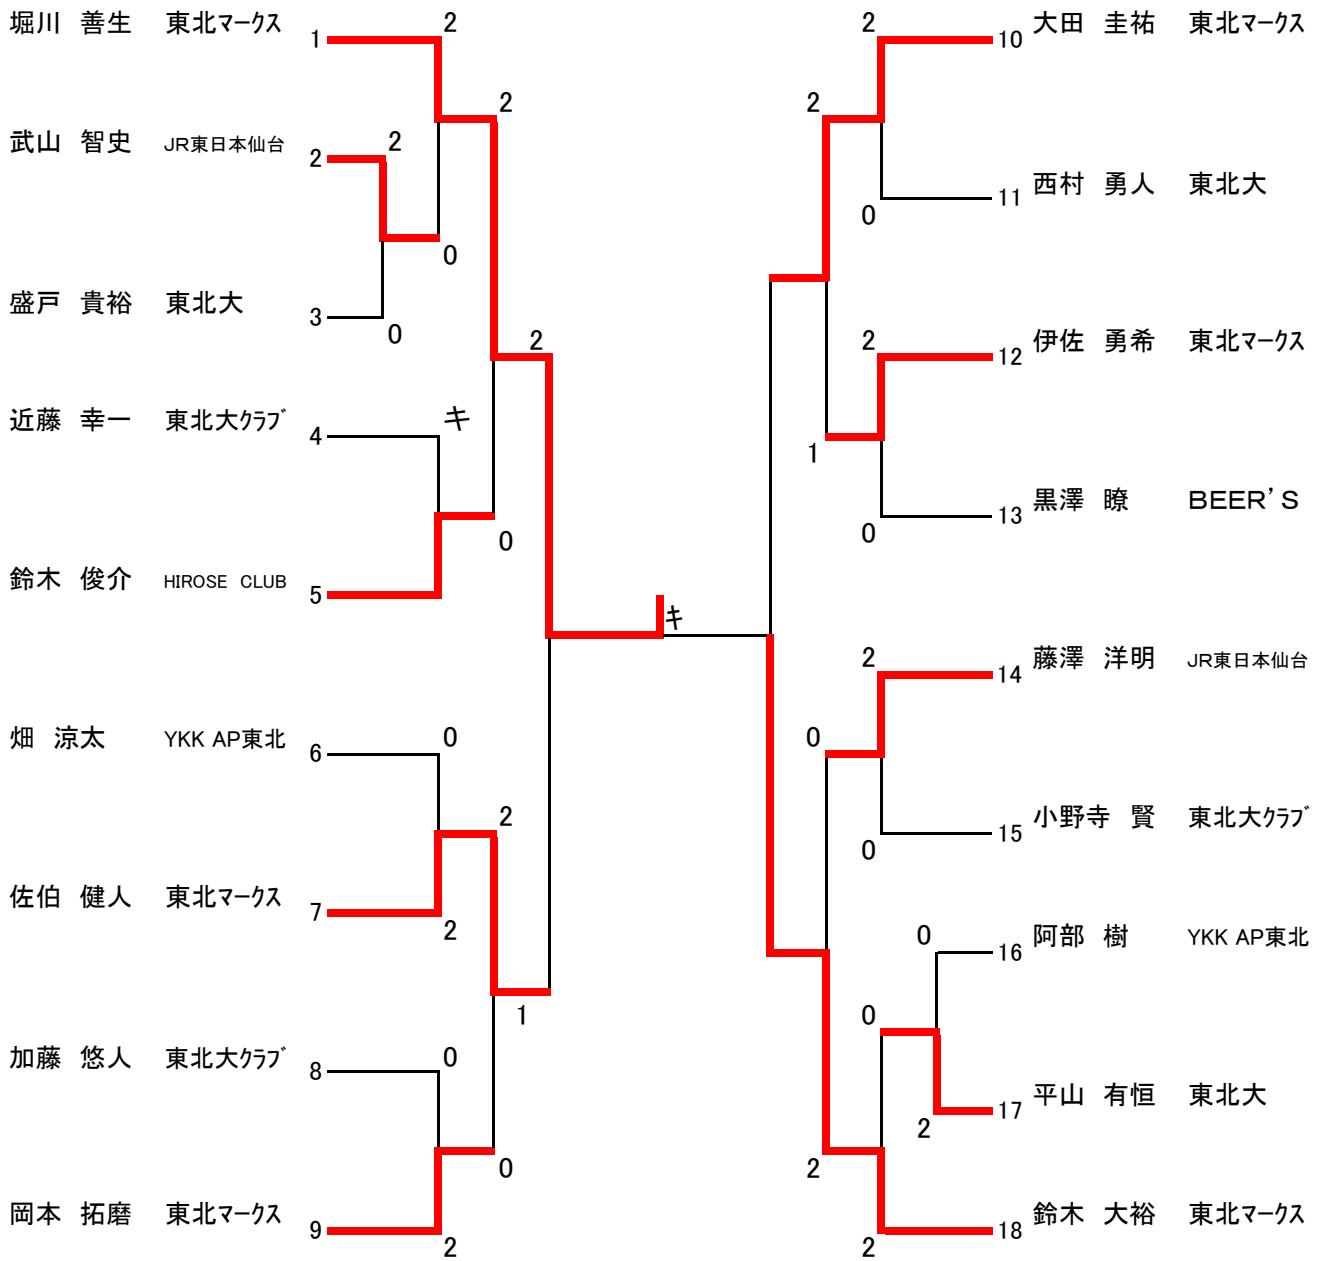 堀川 善生 東北マークス 1
2
武山 智史 JR東日本仙台 2
2
2
0
盛戸 貴裕 東北大 3
0
2
近藤 幸一 東北大クラブ 4
キ
0
鈴木 俊介 HIROSE CLUB 5
キ
畑 涼太 YKK AP東北 6
0
2
佐伯 健人 東北マークス 7
2
1
加藤 悠人 東北大クラブ 8
0
0
岡本 拓磨 東北マークス 9
2
2
10 大田 圭祐 東北マークス
2
11 西村 勇人 東北大
0
2
12 伊佐 勇希 東北マークス
1
13 黒澤 瞭 BEER'S
0
2
14 藤澤 洋明 JR東日本仙台
0
15 小野寺 賢 東北大クラブ
0
0
16 阿部 樹 YKK AP東北
0
17 平山 有恒 東北大
2
2
18 鈴木 大裕 東北マークス
2